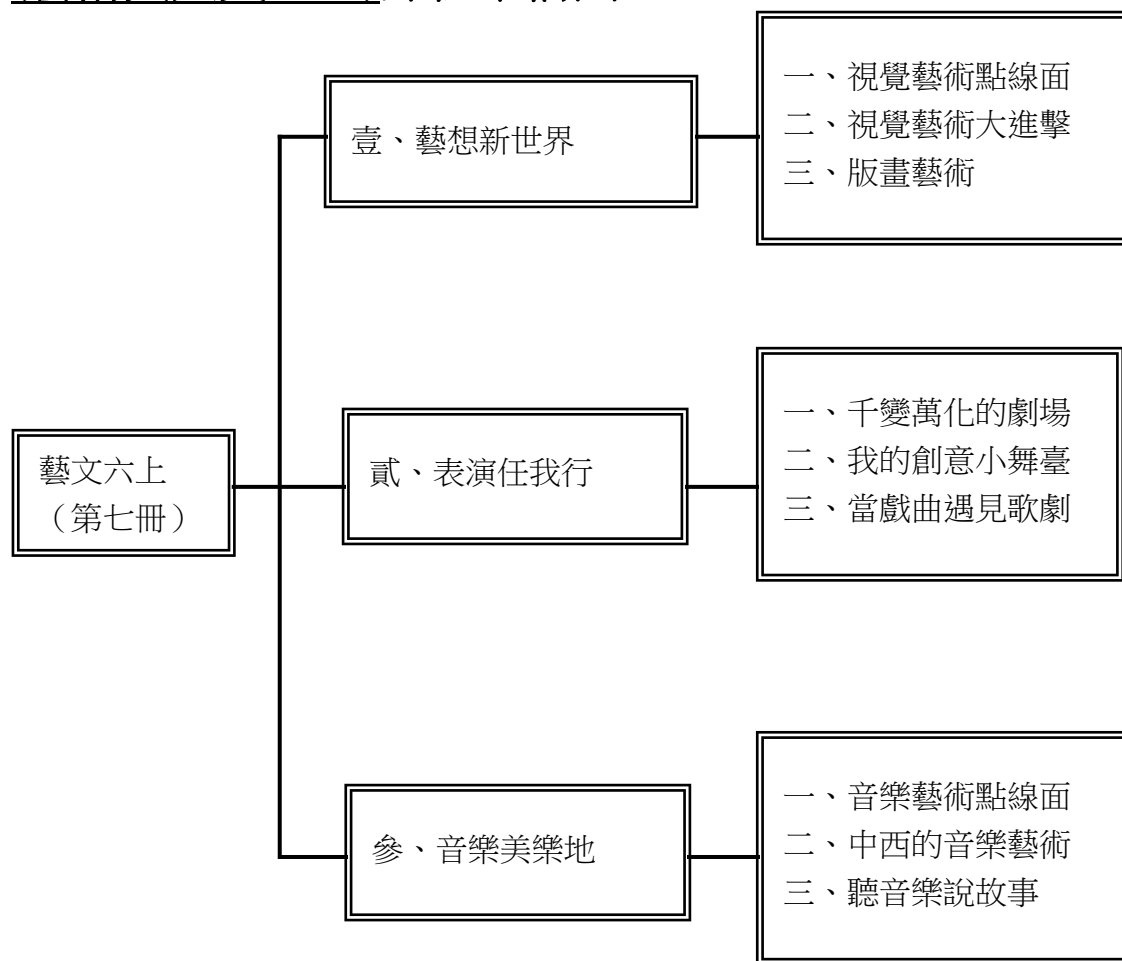 壹、藝想新世界
一、視覺藝術點線面
二、視覺藝術大進擊
三、版畫藝術
藝文六上
（第七冊）
貳、表演任我行
一、千變萬化的劇場
二、我的創意小舞臺
三、當戲曲遇見歌劇
參、音樂美樂地
一、音樂藝術點線面
二、中西的音樂藝術
三、聽音樂說故事